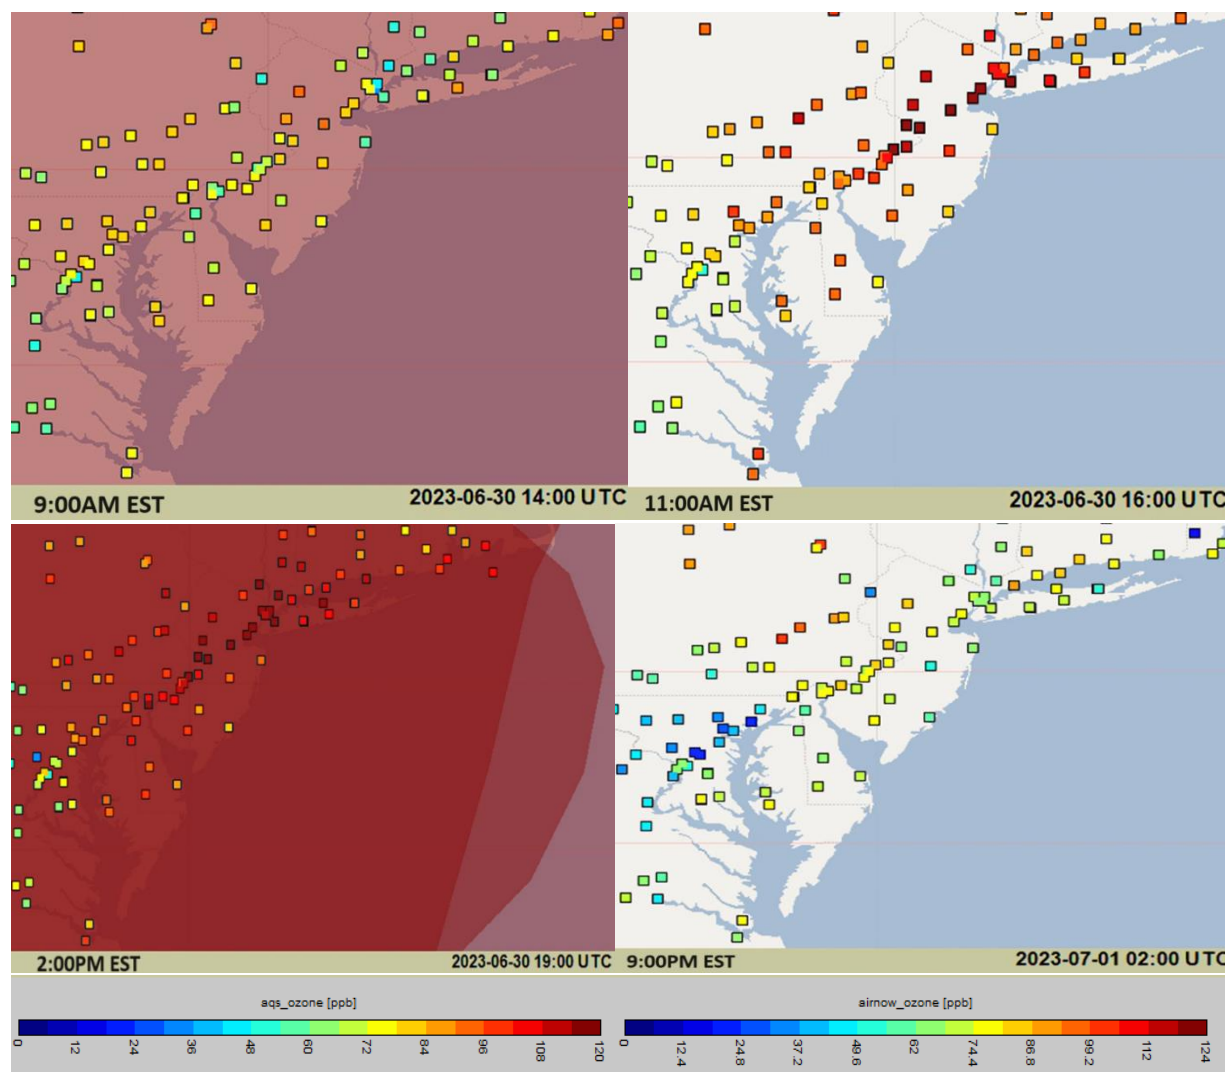 9:00AM EST
2023-06-30 14:00 UTC
11:00AM EST
2023-06-30 16:00 UTC
2:00PM EST
2023-06-30 19:00 UTC
9:00PM EST
2023-07-01 02:00 UTC
aqs_ozone [ppb]
0 12 24 36 48 60 72 84 96 108 120
airnow_ozone [ppb]
0 12.4 24.8 37.2 49.6 62 74.4 86.8 99.2 112 124